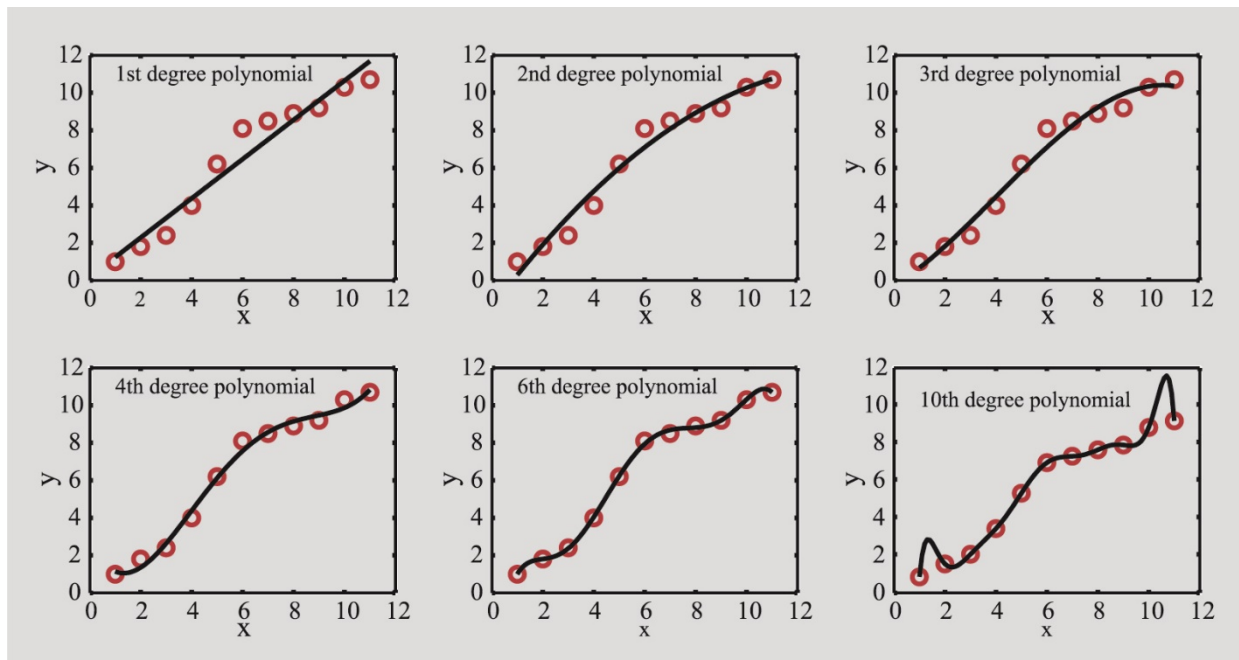 1st degree polynomial
12
10
8
6
4
2
0
y
0 2 4 6 8 10 12
x
2nd degree polynomial
12
10
8
6
4
2
0
y
0 2 4 6 8 10 12
x
3rd degree polynomial
12
10
8
6
4
2
0
y
0 2 4 6 8 10 12
x
4th degree polynomial
12
10
8
6
4
2
0
y
0 2 4 6 8 10 12
x
6th degree polynomial
12
10
8
6
4
2
0
y
0 2 4 6 8 10 12
x
10th degree polynomial
12
10
8
6
4
2
0
y
0 2 4 6 8 10 12
x